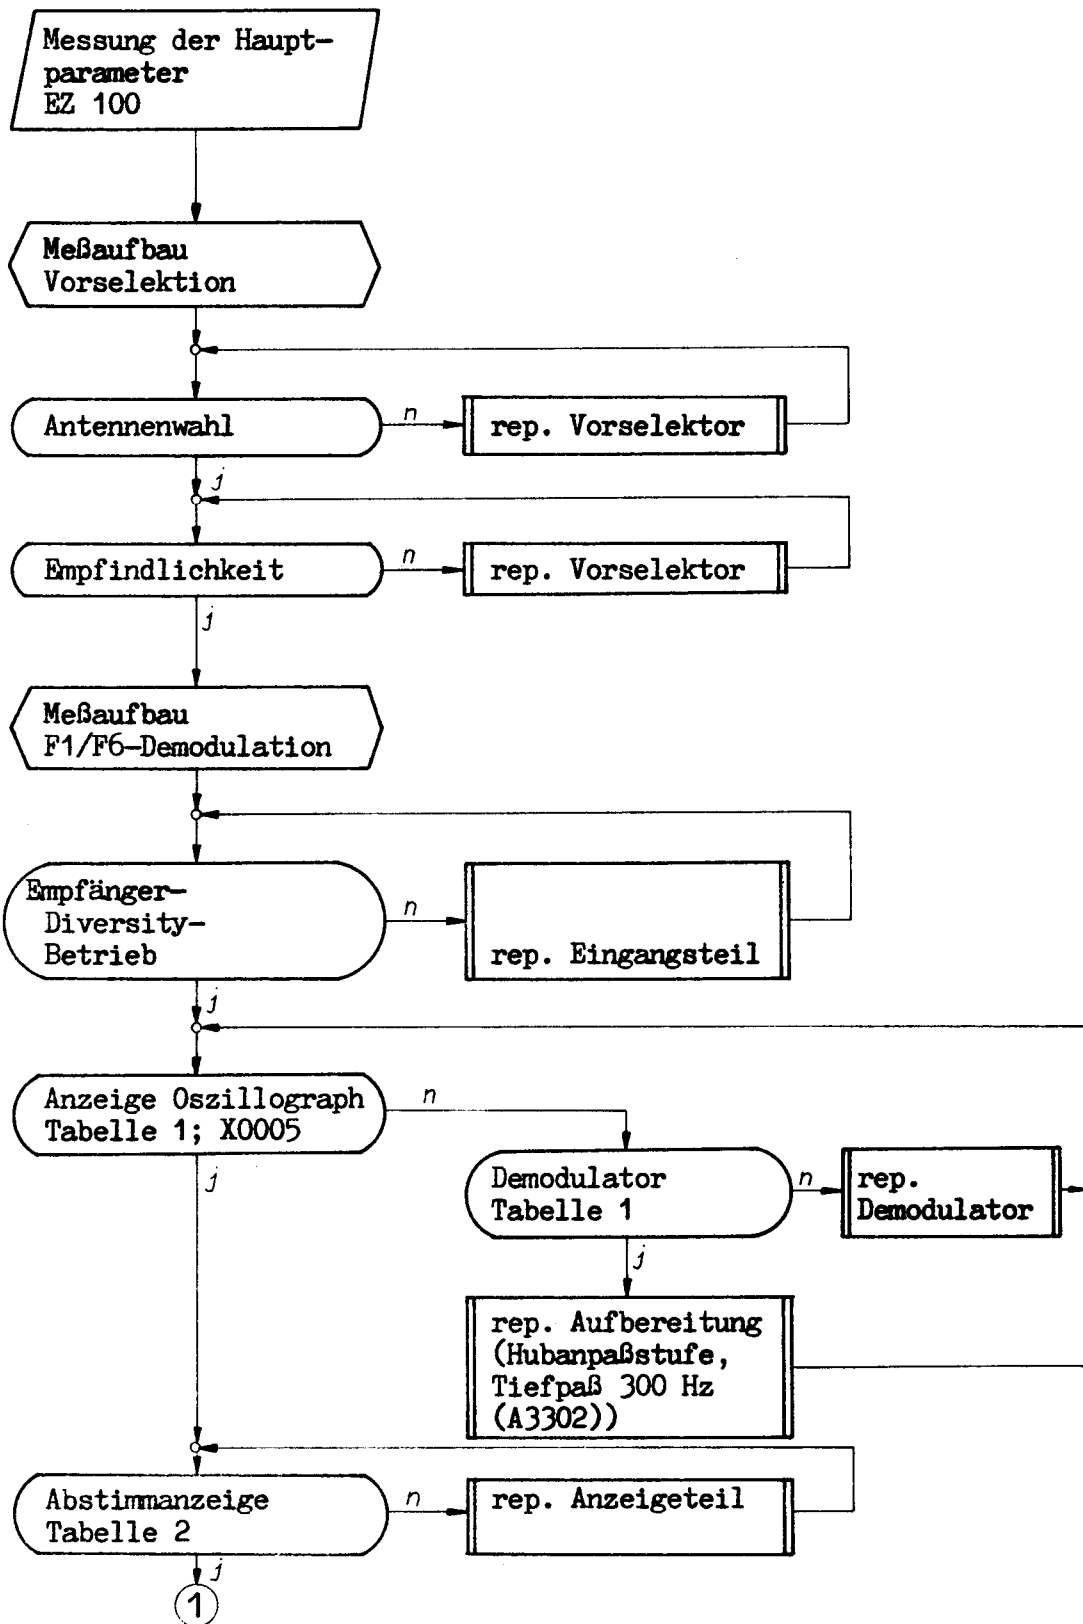 Messung der Haupt-
parameter
EZ 100
Meßaufbau
Vorselektion
Antennenwahl
n
rep. Vorselektor
j
Empfindlichkeit
n
rep. Vorselektor
j
Meßaufbau
F1/F6-Demodulation
Empfänger-
Diversity-
Betrieb
n
rep. Eingangsteil
j
Anzeige Oszillograph
Tabelle 1; X0005
n
j
Demodulator
Tabelle 1
n
rep.
Demodulator
j
rep. Aufbereitung
(Hubanpaßstufe,
Tiefpaß 300 Hz
(A3302))
Abstimmanzeige
Tabelle 2
n
rep. Anzeigeteil
j
1